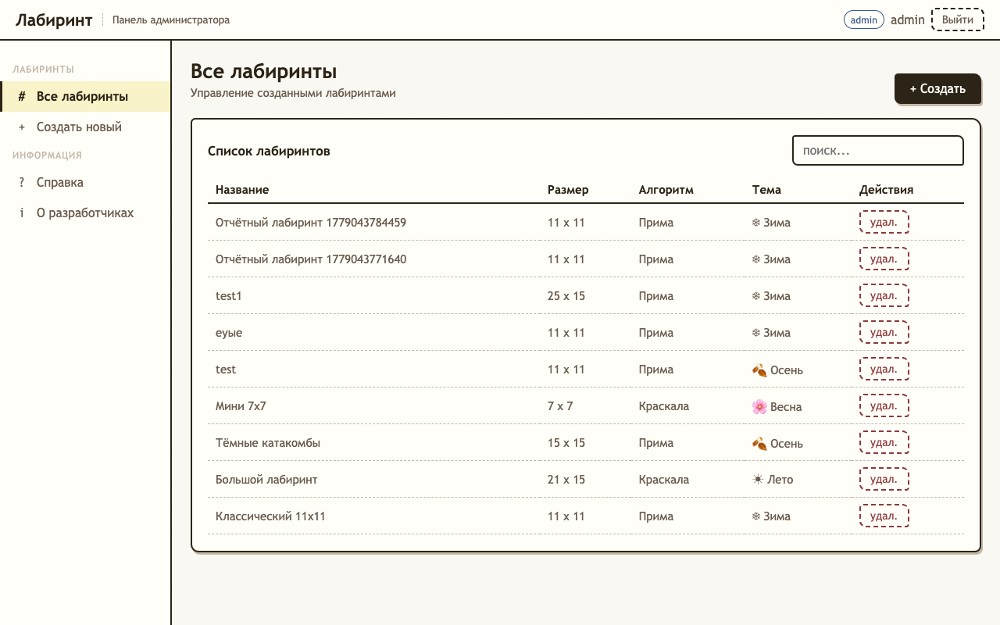 Лабиринт Панель администратора admin admin Выйти
ЛАБИРИНТЫ
# Все лабиринты
+ Создать новый
ИНФОРМАЦИЯ
? Справка
i О разработчиках
Все лабиринты
Управление созданными лабиринтами
+ Создать
Список лабиринтов поиск...
Название Размер Алгоритм Тема Действия
Отчётный лабиринт 1779043784459 11 x 11 Прима ❄ Зима удал.
Отчётный лабиринт 1779043771640 11 x 11 Прима ❄ Зима удал.
test1 25 x 15 Прима ❄ Зима удал.
еуые 11 x 11 Прима ❄ Зима удал.
test 11 x 11 Прима 🍂 Осень удал.
Мини 7x7 7 x 7 Краскала 🌸 Весна удал.
Тёмные катакомбы 15 x 15 Прима 🍂 Осень удал.
Большой лабиринт 21 x 15 Краскала ☀ Лето удал.
Классический 11x11 11 x 11 Прима ❄ Зима удал.